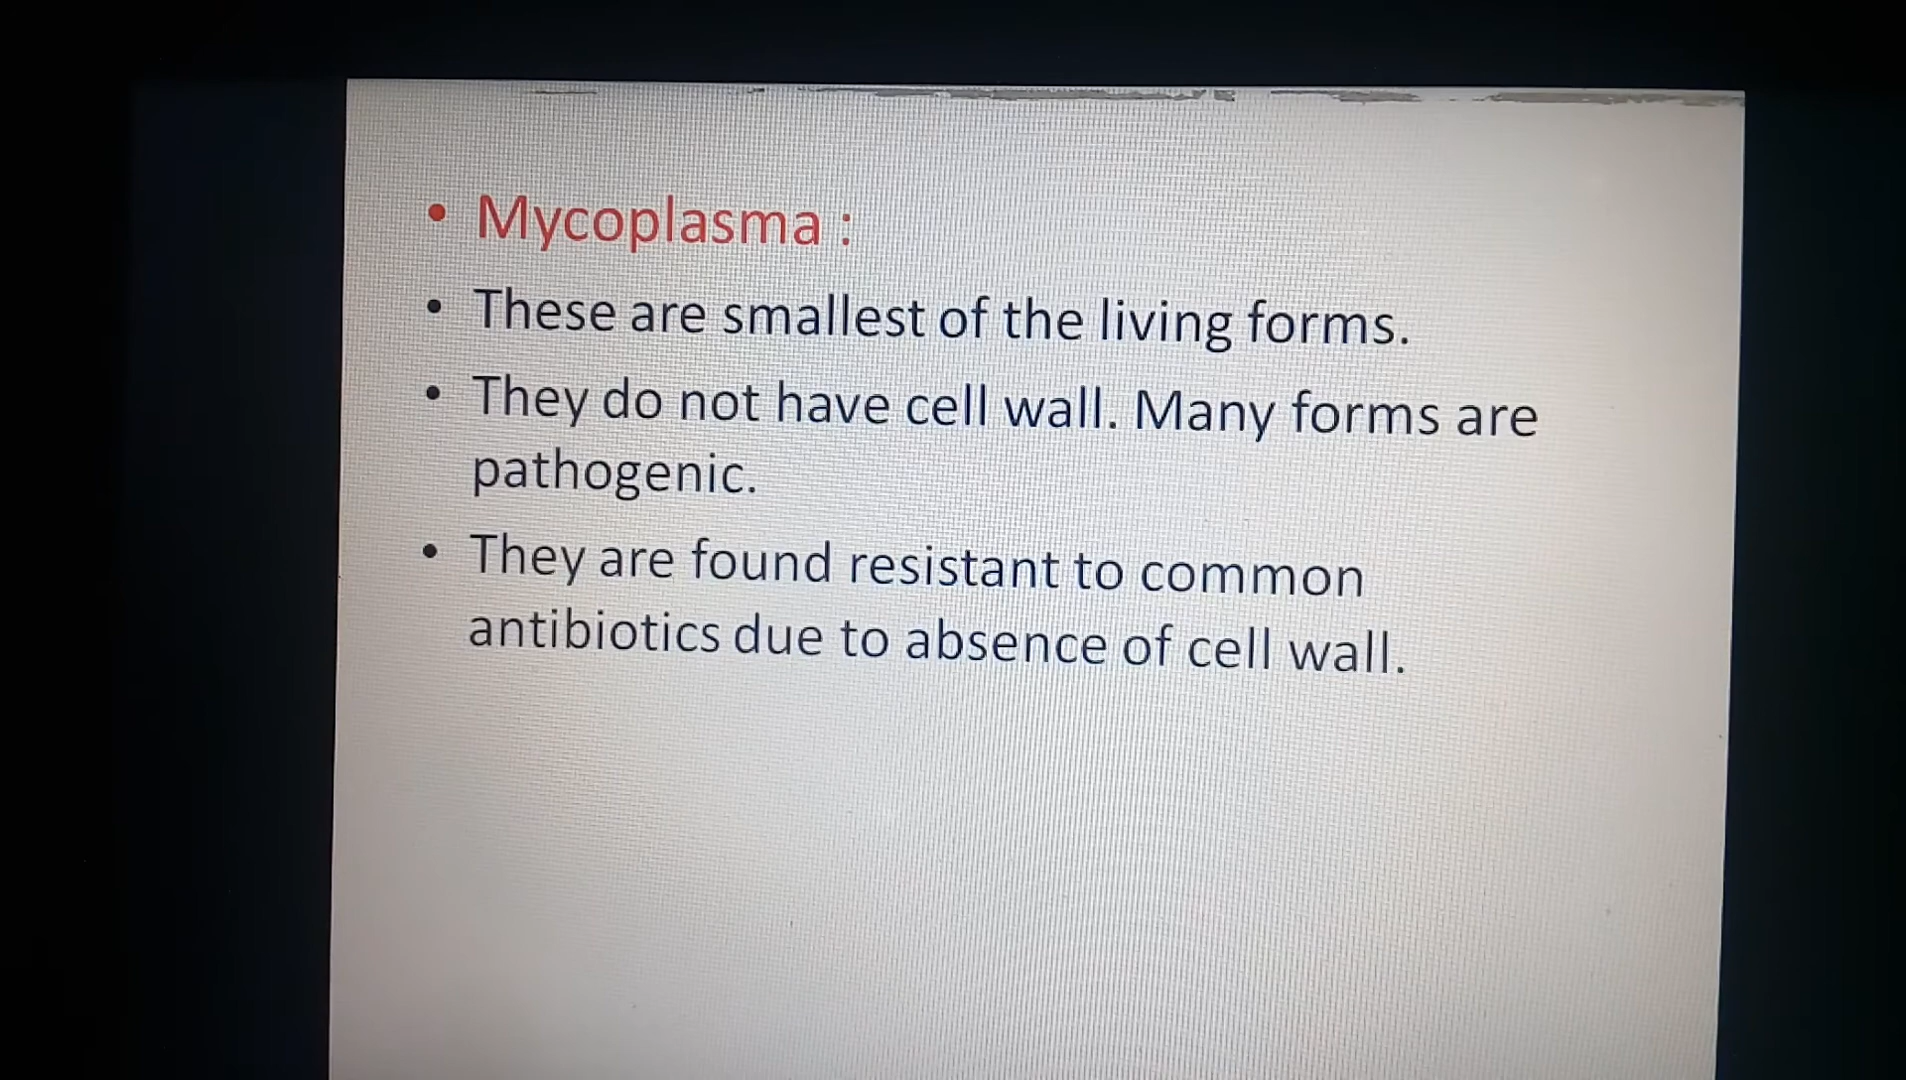 • Mycoplasma :
• These are smallest of the living forms.
• They do not have cell wall. Many forms are
pathogenic.
• They are found resistant to common
antibiotics due to absence of cell wall.